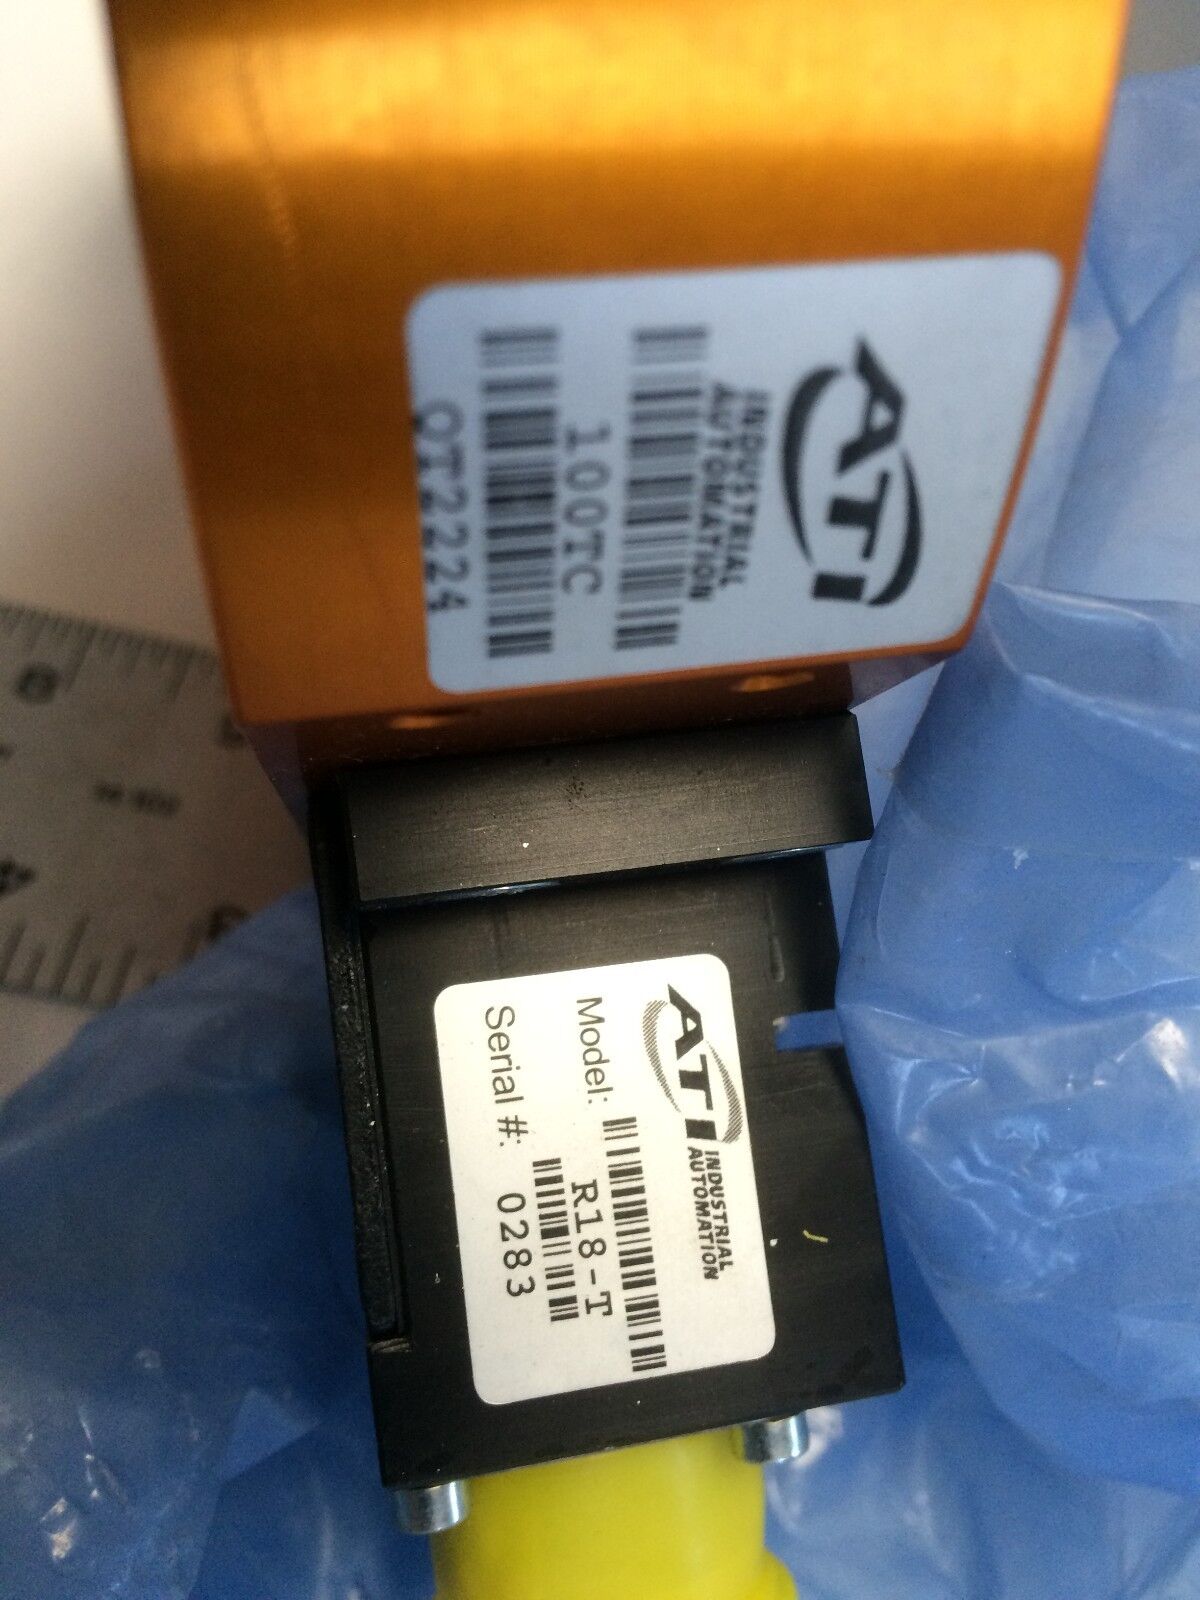 ATI
INDUSTRIAL
AUTOMATION
100TC
QT2224
ATI INDUSTRIAL
AUTOMATION
Model: R18-T
Serial #: 0283